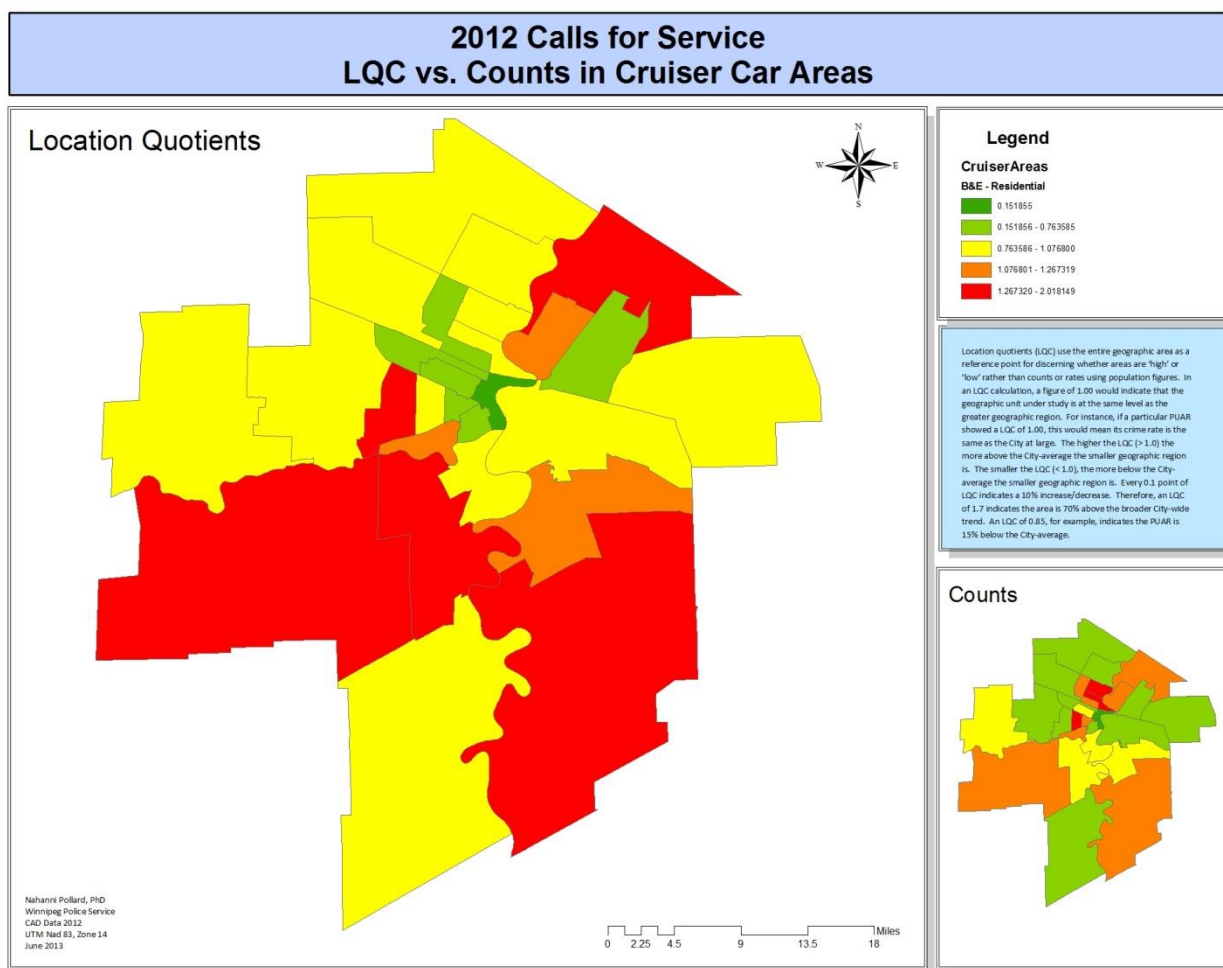 2012 Calls for Service
LQC vs. Counts in Cruiser Car Areas
Location Quotients
N
W
E
S
Legend
CruiserAreas
B&E - Residential
0.151855
0.151856 - 0.763585
0.763586 - 1.076800
1.076801 - 1.267319
1.267320 - 2.018149
Location quotients (LQC) use the entire geographic area as a
reference point for discerning whether areas are 'high' or
'low' rather than counts or rates using population figures. In
an LQC calculation, a figure of 1.00 would indicate that the
geographic unit under study is at the same level as the
greater geographic region. For instance, if a particular PUAR
showed a LQC of 1.00, this would mean its crime rate is the
same as the City at large. The higher the LQC (> 1.0) the
more above the City-average the smaller geographic region
is. The smaller the LQC (< 1.0), the more below the City-
average the smaller geographic region is. Every 0.1 point of
LQC indicates a 10% increase/decrease. Therefore, an LQC
of 1.7 indicates the area is 70% above the broader City-wide
trend. An LQC of 0.85, for example, indicates the PUAR is
15% below the City-average.
Counts
Nahanni Pollard, PhD
Winnipeg Police Service
CAD Data 2012
UTM Nad 83, Zone 14
June 2013
Miles
0 2.25 4.5 9 13.5 18